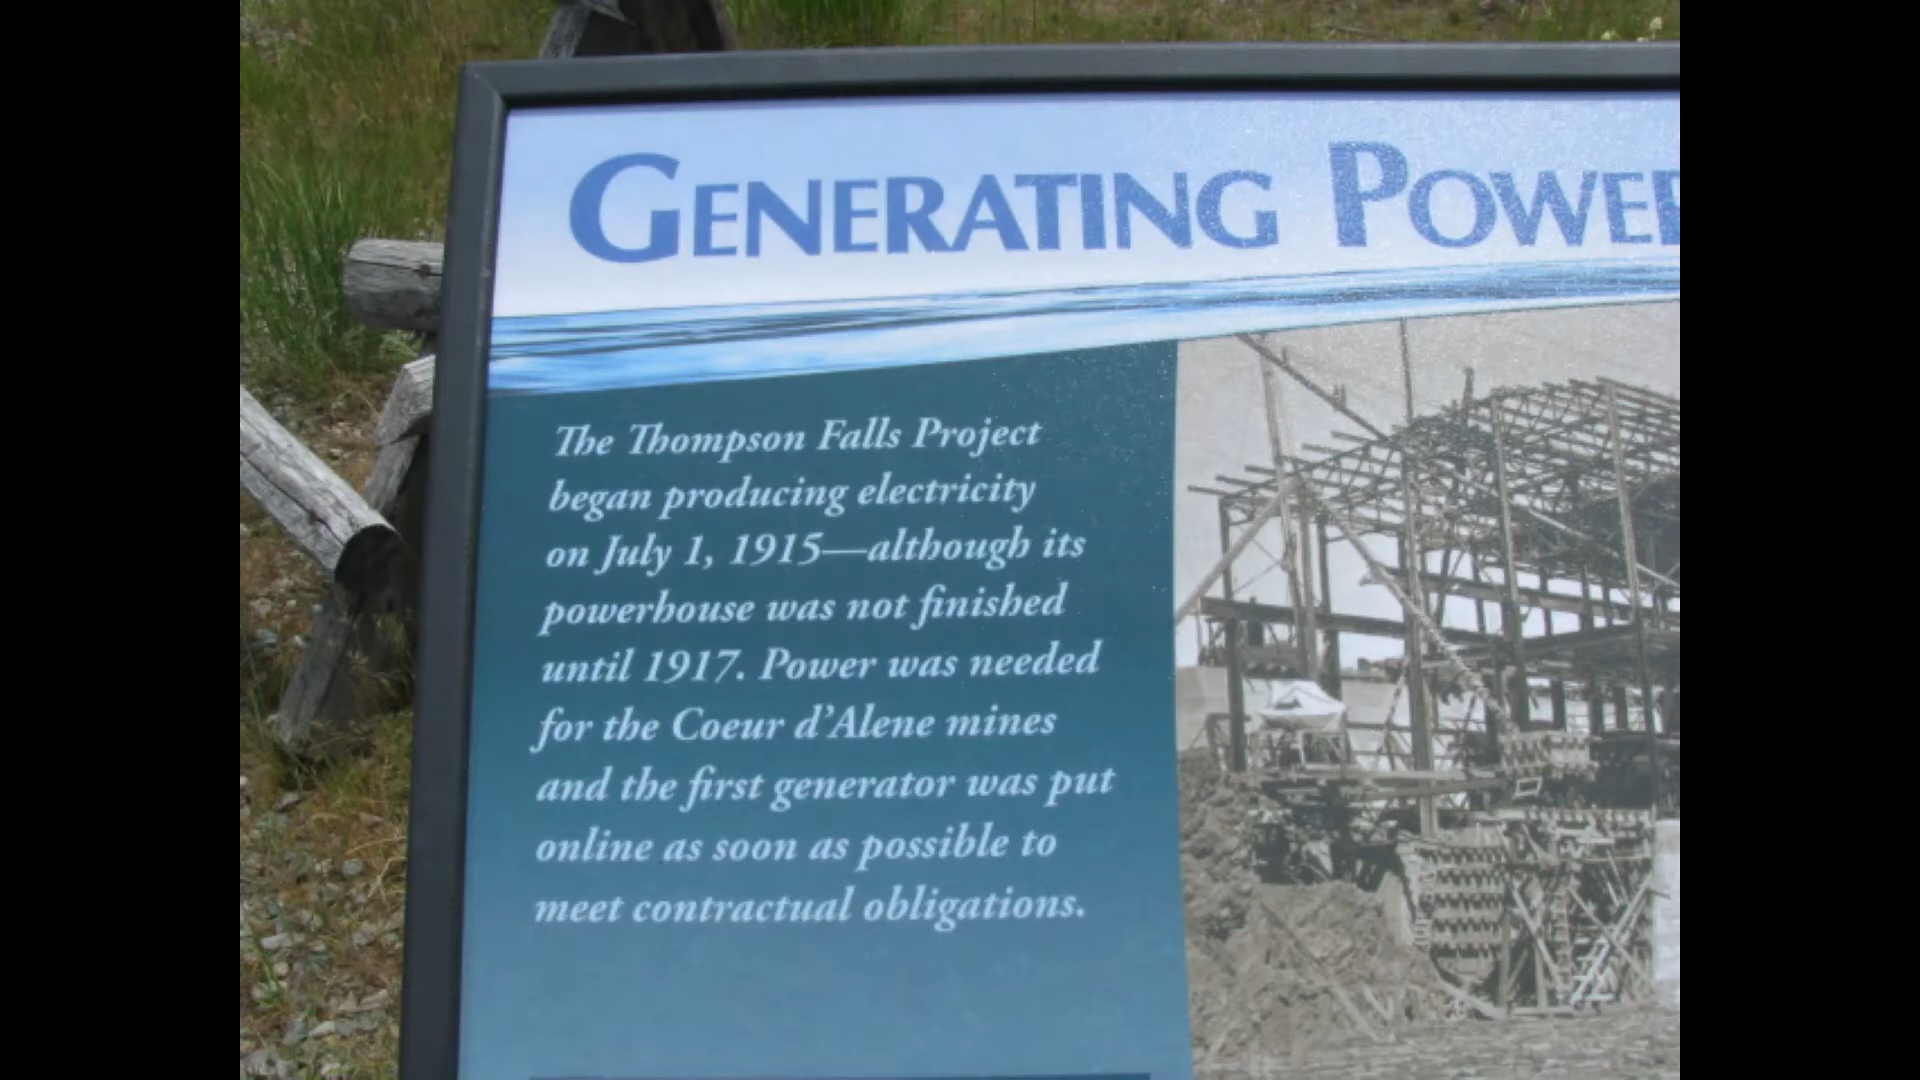 GENERATING POWER
The Thompson Falls Project
began producing electricity
on July 1, 1915—although its
powerhouse was not finished
until 1917. Power was needed
for the Coeur d’Alene mines
and the first generator was put
online as soon as possible to
meet contractual obligations.